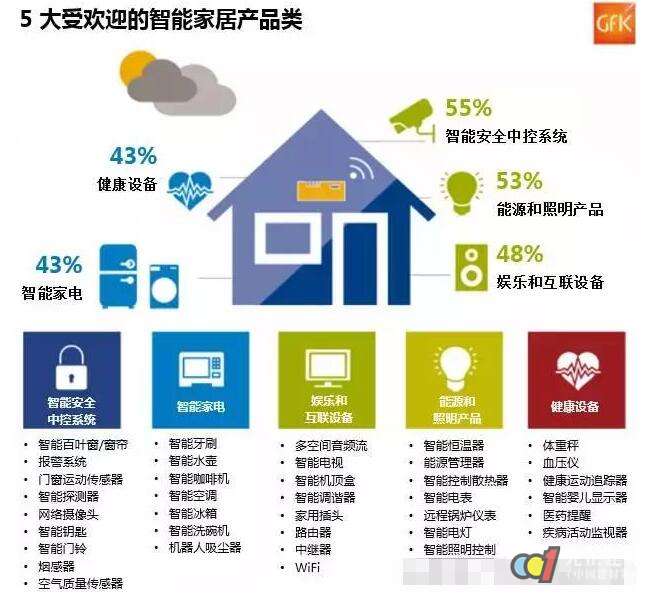 5 大受欢迎的智能家居产品类
GfK
55%
智能安全中控系统
43%
健康设备
53%
能源和照明产品
43%
智能家电
48%
娱乐和互联设备
智能安全
中控系统
• 智能百叶窗/窗帘
• 报警系统
• 门窗运动传感器
• 智能探测器
• 网络摄像头
• 智能钥匙
• 智能门铃
• 烟感器
• 空气质量传感器
智能家电
• 智能牙刷
• 智能水壶
• 智能咖啡机
• 智能空调
• 智能冰箱
• 智能洗碗机
• 机器人吸尘器
娱乐和
互联设备
• 多空间音频流
• 智能电视
• 智能机顶盒
• 智能调谐器
• 家用插头
• 路由器
• 中继器
• WiFi
能源和
照明产品
• 智能恒温器
• 能源管理器
• 智能控制散热器
• 智能电表
• 远程锅炉仪表
• 智能电灯
• 智能照明控制
健康设备
• 体重秤
• 血压仪
• 健康运动追踪器
• 智能婴儿显示器
• 医药提醒
• 疾病活动监视器